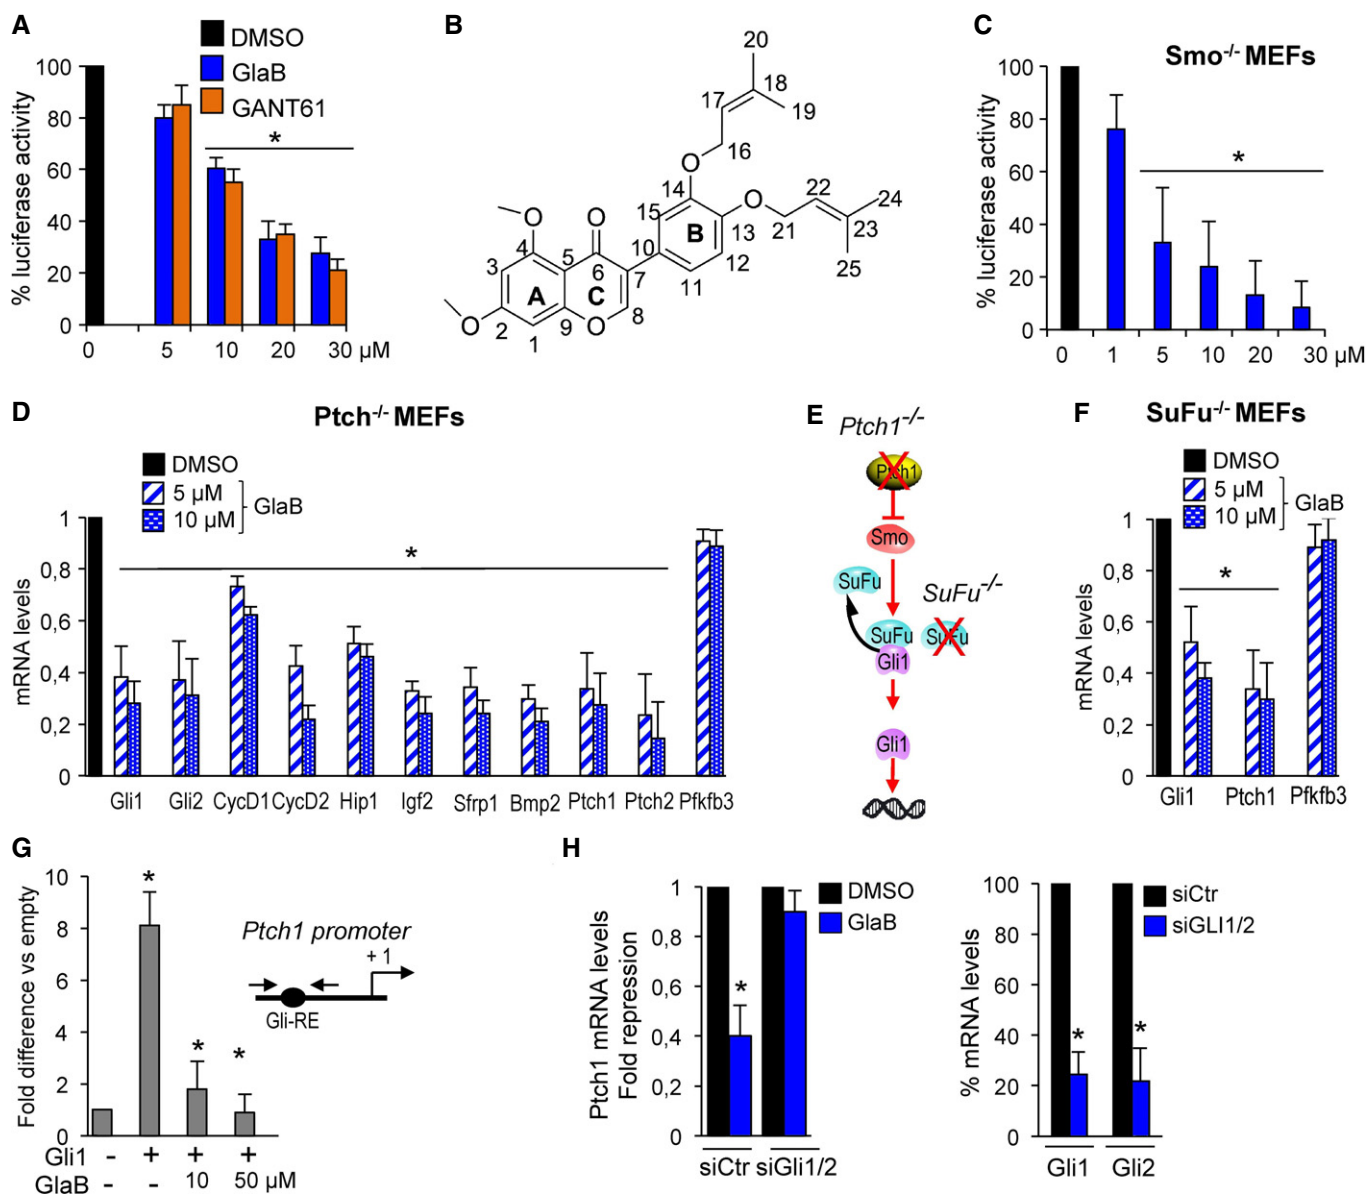 A
DMSO
GlaB
GANT61
% luciferase activity
100
80
60
40
20
0
*
0 5 10 20 30 µM
B
20
18
17
19
16
O
14
O
22
24
15
B
13
21
23
25
O
O
10
12
4
5
6
7
11
3
A
C
O
2
1
9
O
8
C
Smo-/- MEFs
% luciferase activity
100
80
60
40
20
0
*
0 1 5 10 20 30 µM
D
Ptch-/- MEFs
DMSO
5 µM
10 µM
GlaB
mRNA levels
1
0,8
0,6
0,4
0,2
0
*
Gli1 Gli2 CycD1 CycD2 Hip1 Igf2 Sfrp1 Bmp2 Ptch1 Ptch2 Pfkfb3
E
Ptch1-/-
Ptch1
Smo
SuFu
SuFu-/-
SuFu
SuFu
Gli1
Gli1
F
SuFu-/- MEFs
DMSO
5 µM
10 µM
GlaB
mRNA levels
1
0,8
0,6
0,4
0,2
0
*
Gli1 Ptch1 Pfkfb3
G
Fold difference vs empty
10
8
6
4
2
0
*
*
*
Ptch1 promoter
+ 1
Gli-RE
Gli1 - + + +
GlaB - - 10 50 µM
H
Ptch1 mRNA levels
Fold repression
1
0,8
0,6
0,4
0,2
0
DMSO
GlaB
*
siCtr siGli1/2
% mRNA levels
100
80
60
40
20
0
siCtr
siGLI1/2
*
*
Gli1 Gli2